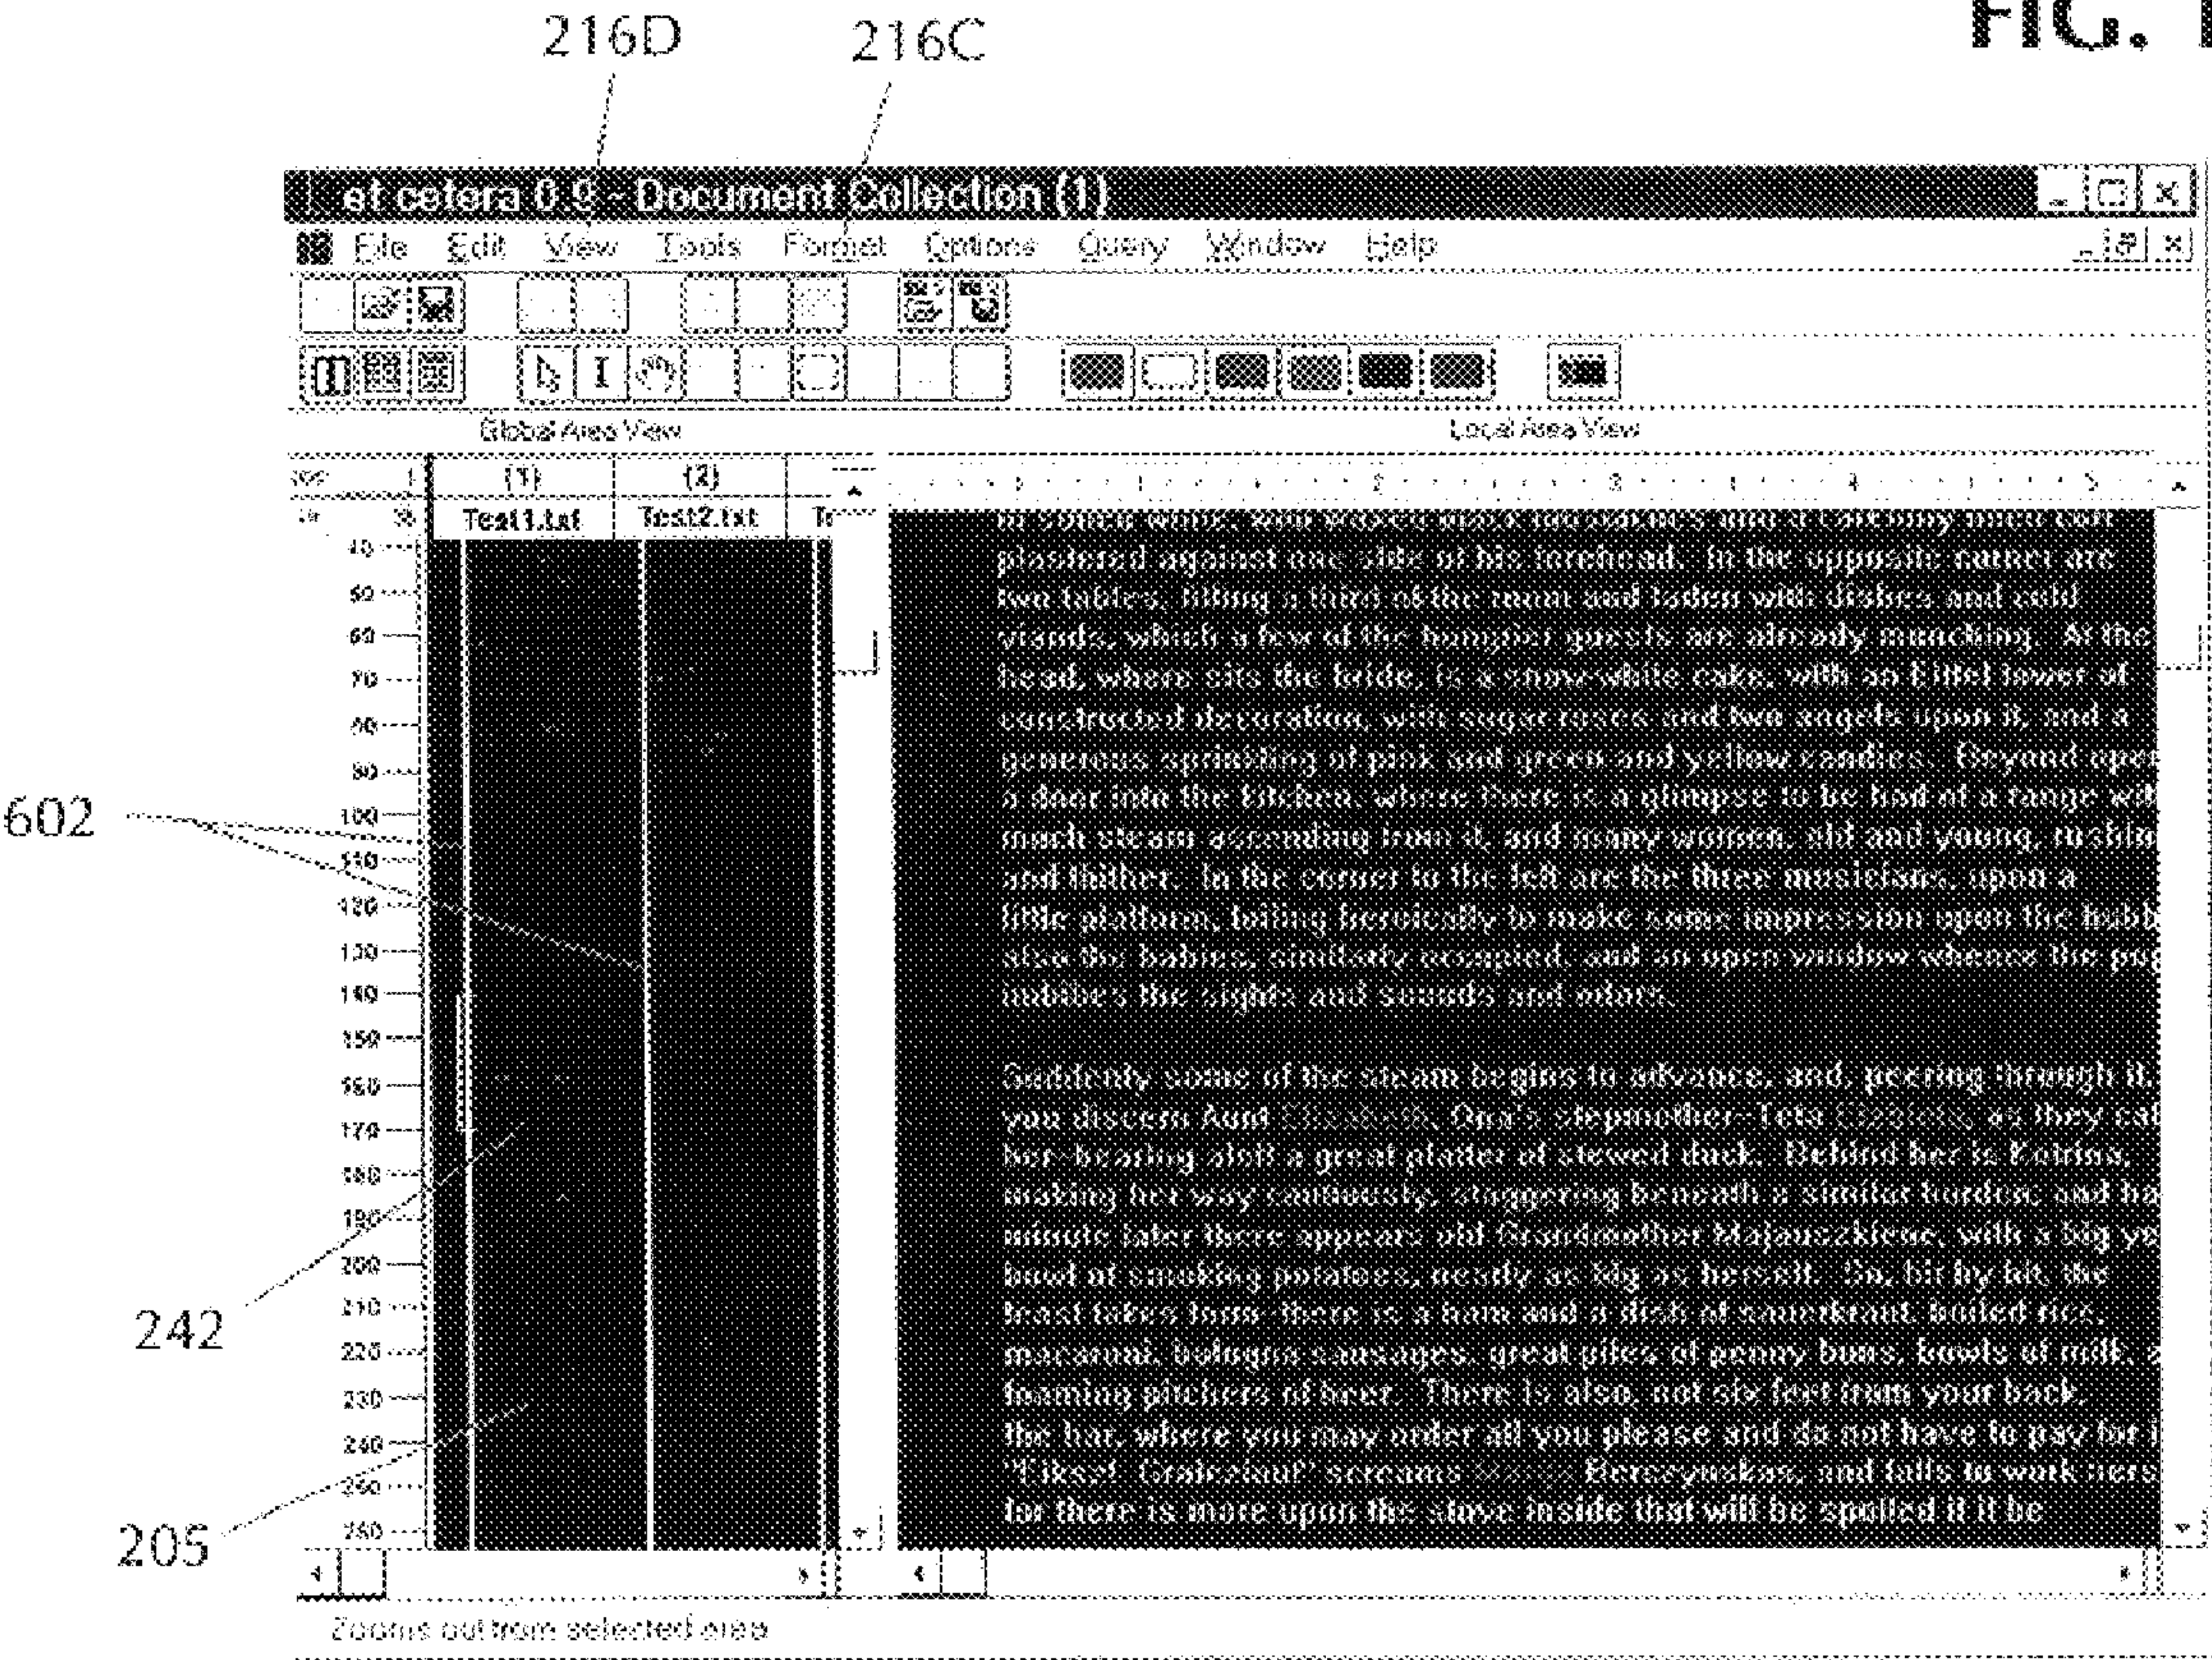 FIG. 1
216D 216C
et cetera 0.9 - Document Collection (1)
File Edit View Tools Format Options Query Window Help
Global Area View Local Area View
(1) (2)
Test1.txt Test2.txt
40
50
60
70
80
90
100
110
120
130
140
150
160
170
180
190
200
210
220
230
240
250
260
602
242
205
plastered against one side of his forehead. In the opposite corner are
two tables, filling a third of the room and laden with dishes and cold
viands, which a few of the hungrier guests are already munching. At the
head, where sits the bride, is a snow-white cake, with an Eiffel tower of
constructed decoration, with sugar roses and two angels upon it, and a
generous sprinkling of pink and green and yellow candies. Beyond ope
a door into the kitchen, where there is a glimpse to be had of a range wit
much steam ascending from it, and many women, old and young, rushin
and thither. In the corner to the left are the three musicians, upon a
little platform, toiling heroically to make some impression upon the hubb
also the babies, similarly occupied, and an open window whence the pop
imbibes the sights and sounds and odors.
Suddenly some of the steam begins to advance, and, peering through it,
you discern Aunt Elizabeth, Ona's stepmother--Teta Elzbieta, as they cal
her--bearing aloft a great platter of stewed duck. Behind her is Kotrina,
making her way cautiously, staggering beneath a similar burden; and ha
minute later there appears old Grandmother Majauszkiene, with a big ye
bowl of smoking potatoes, nearly as big as herself. So, bit by bit, the
feast takes form--there is a ham and a dish of sauerkraut, boiled rice,
macaroni, bologna sausages, great piles of penny buns, bowls of milk, a
foaming pitchers of beer. There is also, not six feet from your back,
the bar, where you may order all you please and do not have to pay for i
screams Marija Berczynskas, and falls to work hers
for there is more upon the stove inside that will be spoiled if it be
Zooms out from selected area